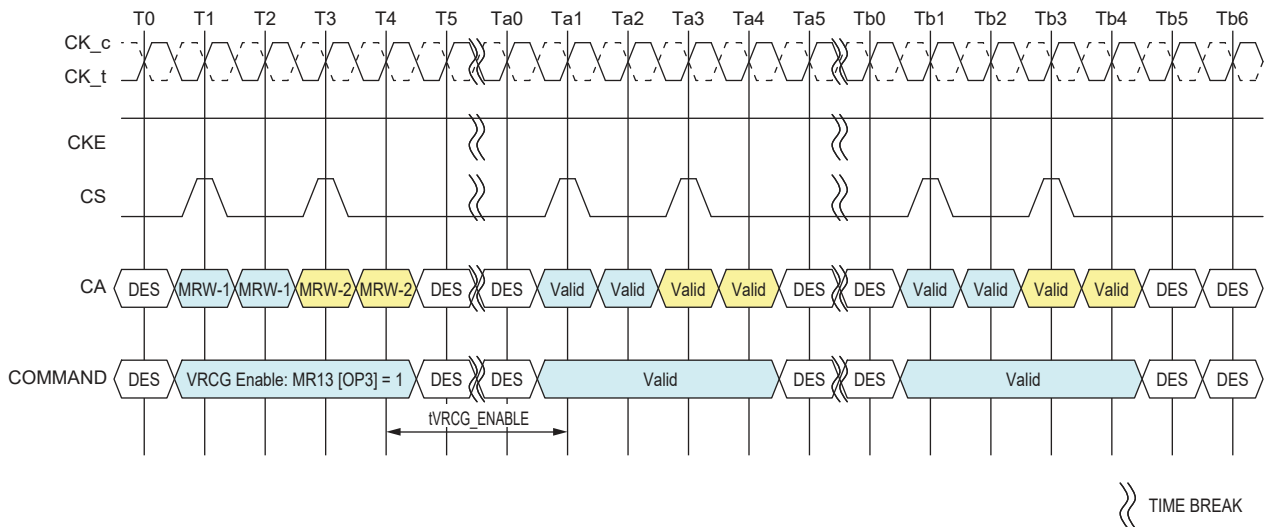 T0 T1 T2 T3 T4 T5 Ta0 Ta1 Ta2 Ta3 Ta4 Ta5 Tb0 Tb1 Tb2 Tb3 Tb4 Tb5 Tb6
CK_c
CK_t
CKE
CS
CA DES MRW-1 MRW-1 MRW-2 MRW-2 DES DES Valid Valid Valid Valid DES DES Valid Valid Valid Valid DES DES
COMMAND DES VRCG Enable: MR13 [OP3] = 1 DES DES Valid DES DES Valid DES DES
tVRCG_ENABLE
TIME BREAK